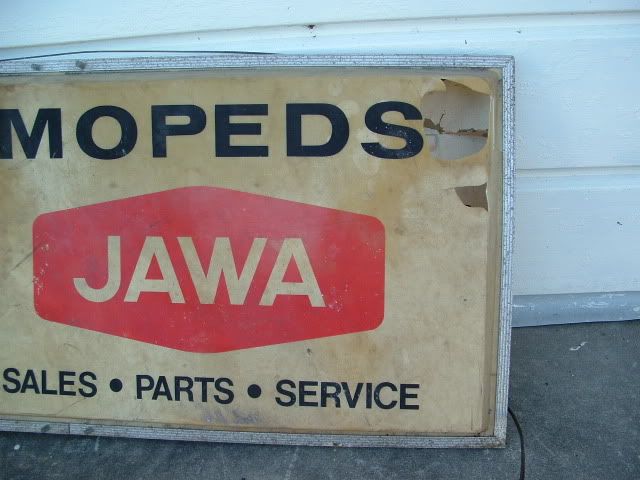 MOPEDS
JAWA
SALES • PARTS • SERVICE